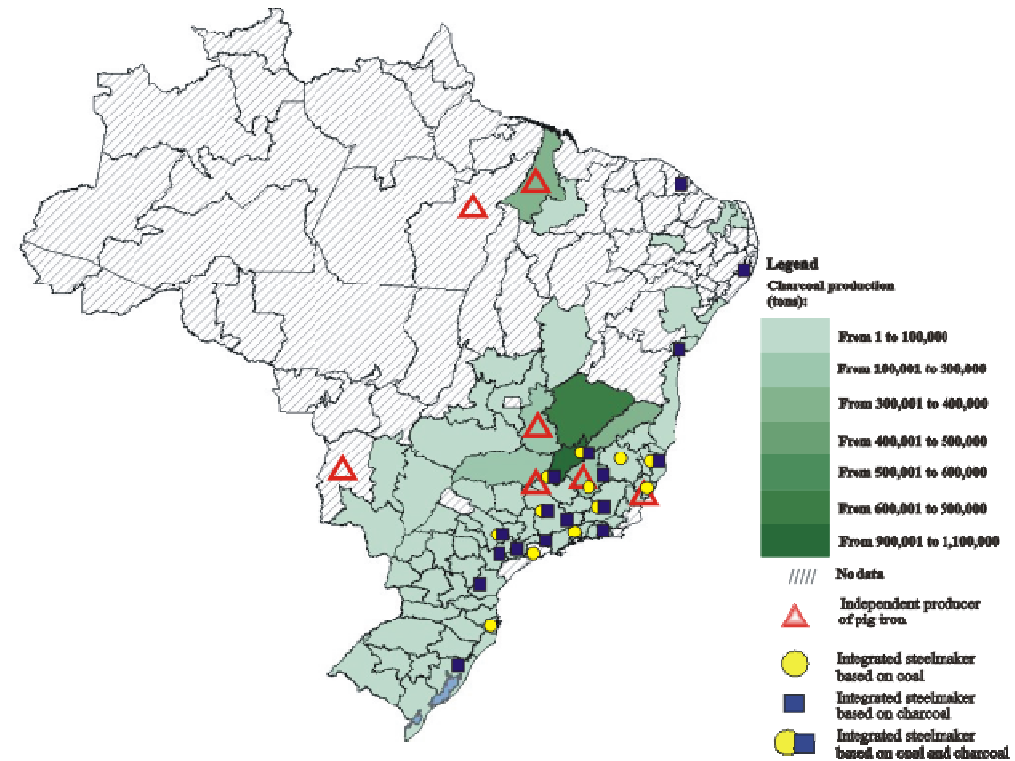 Legend
Charcoal production
(tons):
From 1 to 100,000
From 100,001 to 300,000
From 300,001 to 400,000
From 400,001 to 500,000
From 500,001 to 600,000
From 600,001 to 900,000
From 900,001 to 1,100,000
No data
Independent producer
of pig iron
Integrated steelmaker
based on coal
Integrated steelmaker
based on charcoal
Integrated steelmaker
based on coal and charcoal